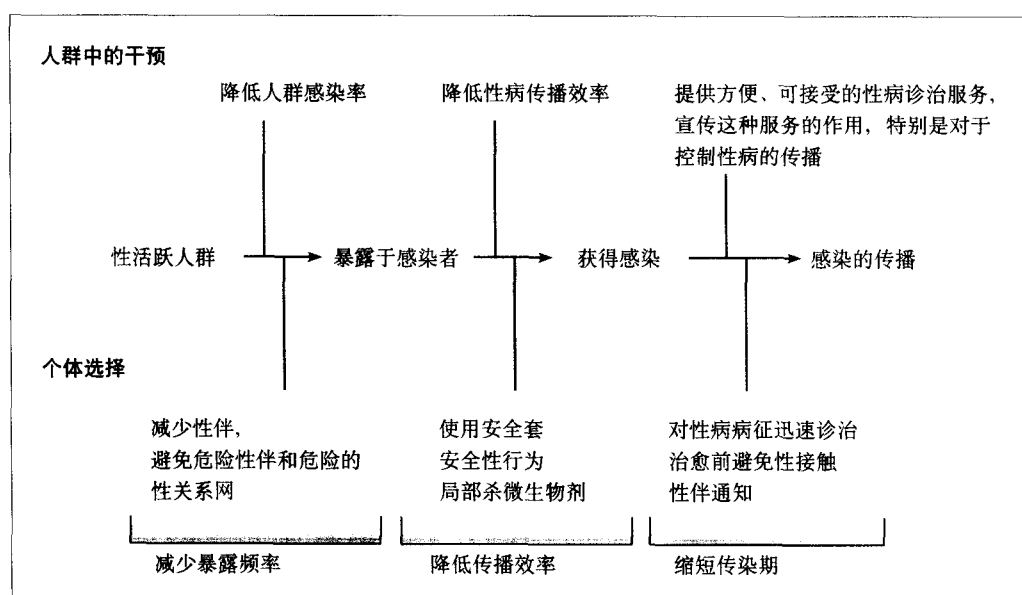 人群中的干预
降低人群感染率
降低性病传播效率
提供方便、可接受的性病诊治服务,
宣传这种服务的作用, 特别是对于
控制性病的传播
性活跃人群
暴露于感染者
获得感染
感染的传播
个体选择
减少性伴,
避免危险性伴和危险的
性关系网
使用安全套
安全性行为
局部杀微生物剂
对性病病征迅速诊治
治愈前避免性接触
性伴通知
减少暴露频率
降低传播效率
缩短传染期